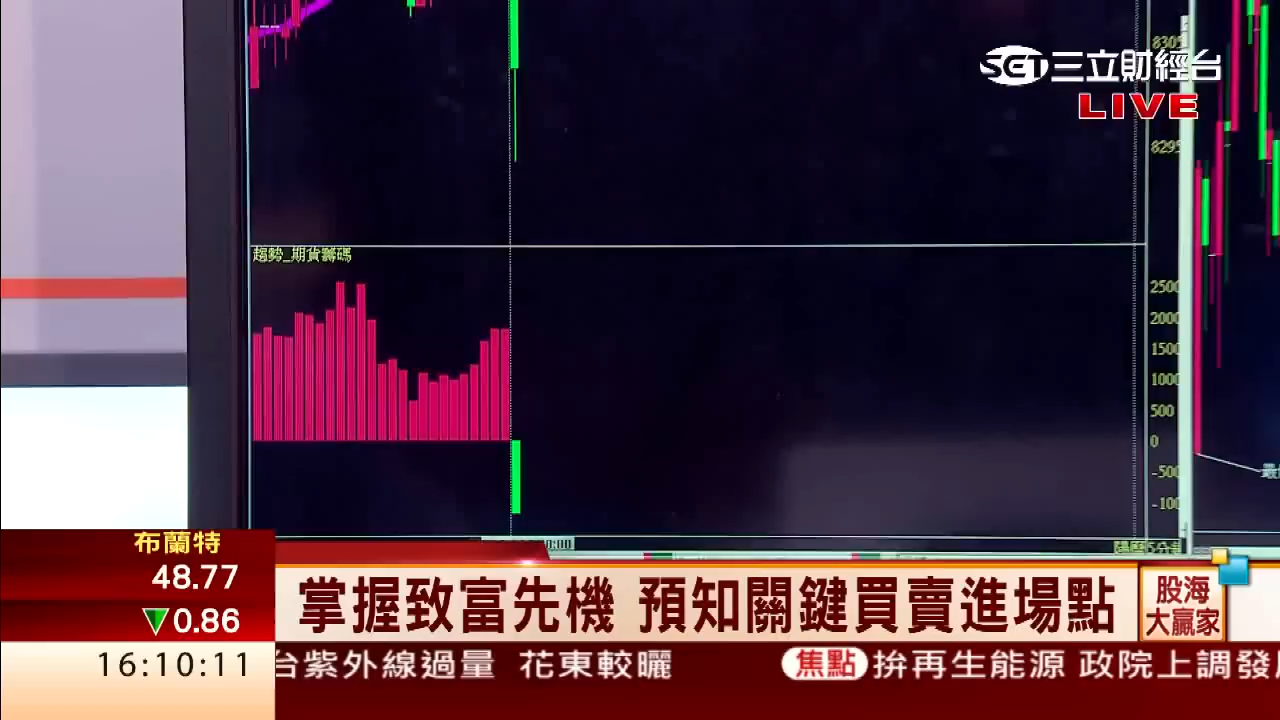 8305
SET三立財經台
LIVE
8295
趨勢_期貨籌碼
2500
2000
1500
1000
500
0
-500
-100
布蘭特
48.77
▼0.86
掌握致富先機 預知關鍵買賣進場點
股海
大贏家
16:10:11
台紫外線過量 花東較曬
焦點 拚再生能源 政院上調發